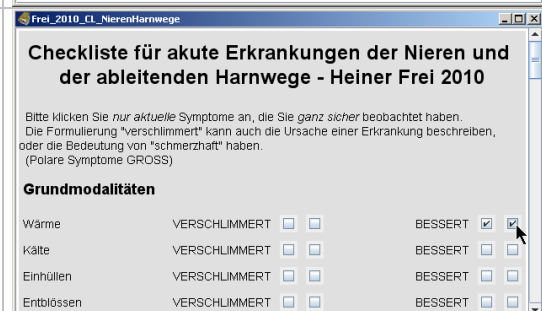 Frei_2010_CL_NierenHarnwege
Checkliste für akute Erkrankungen der Nieren und
der ableitenden Harnwege - Heiner Frei 2010
Bitte klicken Sie nur aktuelle Symptome an, die Sie ganz sicher beobachtet haben.
Die Formulierung "verschlimmert" kann auch die Ursache einer Erkrankung beschreiben,
oder die Bedeutung von "schmerzhaft" haben.
(Polare Symptome GROSS)
Grundmodalitäten
Wärme VERSCHLIMMERT BESSERT
Kälte VERSCHLIMMERT BESSERT
Einhüllen VERSCHLIMMERT BESSERT
Entblössen VERSCHLIMMERT BESSERT